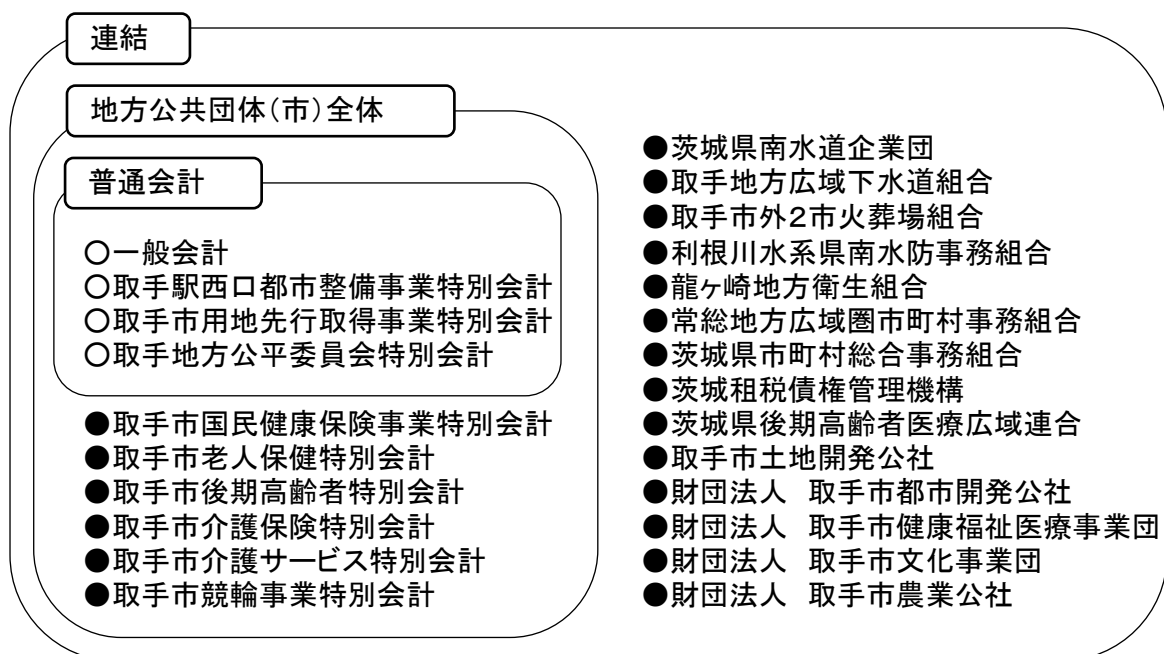 連結
地方公共団体(市)全体
普通会計
○一般会計
○取手駅西口都市整備事業特別会計
○取手市用地先行取得事業特別会計
○取手地方公平委員会特別会計
●取手市国民健康保険事業特別会計
●取手市老人保健特別会計
●取手市後期高齢者特別会計
●取手市介護保険特別会計
●取手市介護サービス特別会計
●取手市競輪事業特別会計
●茨城県南水道企業団
●取手地方広域下水道組合
●取手市外2市火葬場組合
●利根川水系県南水防事務組合
●龍ヶ崎地方衛生組合
●常総地方広域圏市町村事務組合
●茨城県市町村総合事務組合
●茨城租税債権管理機構
●茨城県後期高齢者医療広域連合
●取手市土地開発公社
●財団法人 取手市都市開発公社
●財団法人 取手市健康福祉医療事業団
●財団法人 取手市文化事業団
●財団法人 取手市農業公社